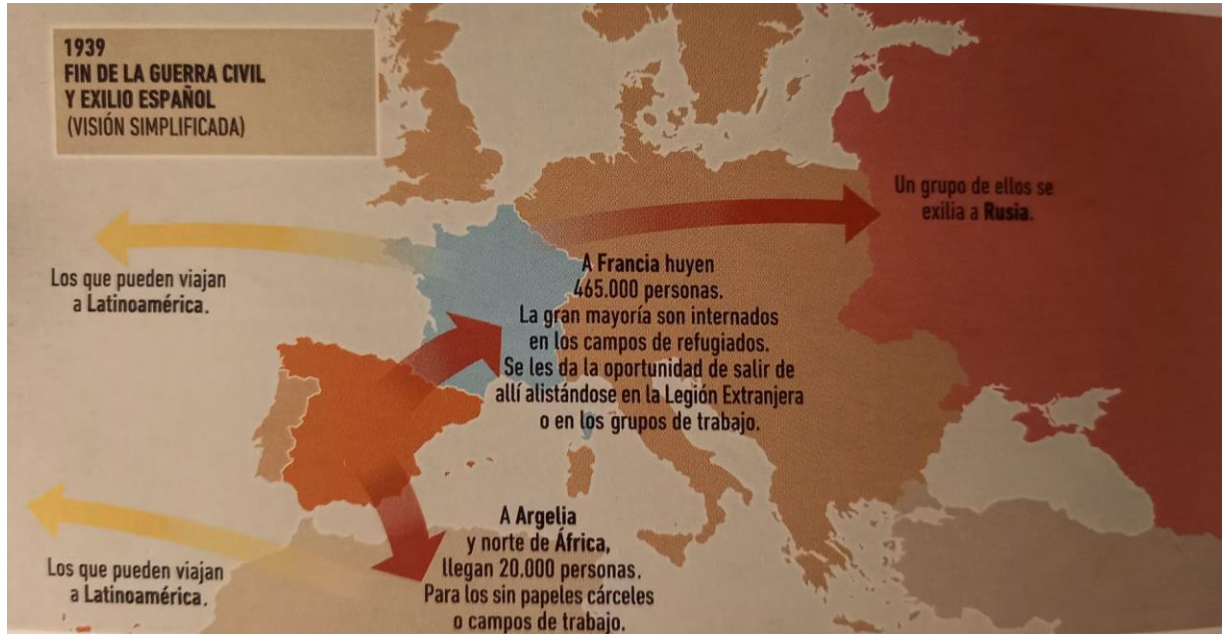 1939
FIN DE LA GUERRA CIVIL
Y EXILIO ESPAÑOL
(VISIÓN SIMPLIFICADA)
Un grupo de ellos se
exilia a Rusia.
Los que pueden viajan
a Latinoamérica.
A Francia huyen
465.000 personas.
La gran mayoría son internados
en los campos de refugiados.
Se les da la oportunidad de salir de
allí alistándose en la Legión Extranjera
o en los grupos de trabajo.
A Argelia
y norte de África,
llegan 20.000 personas.
Para los sin papeles cárceles
o campos de trabajo.
Los que pueden viajan
a Latinoamérica.